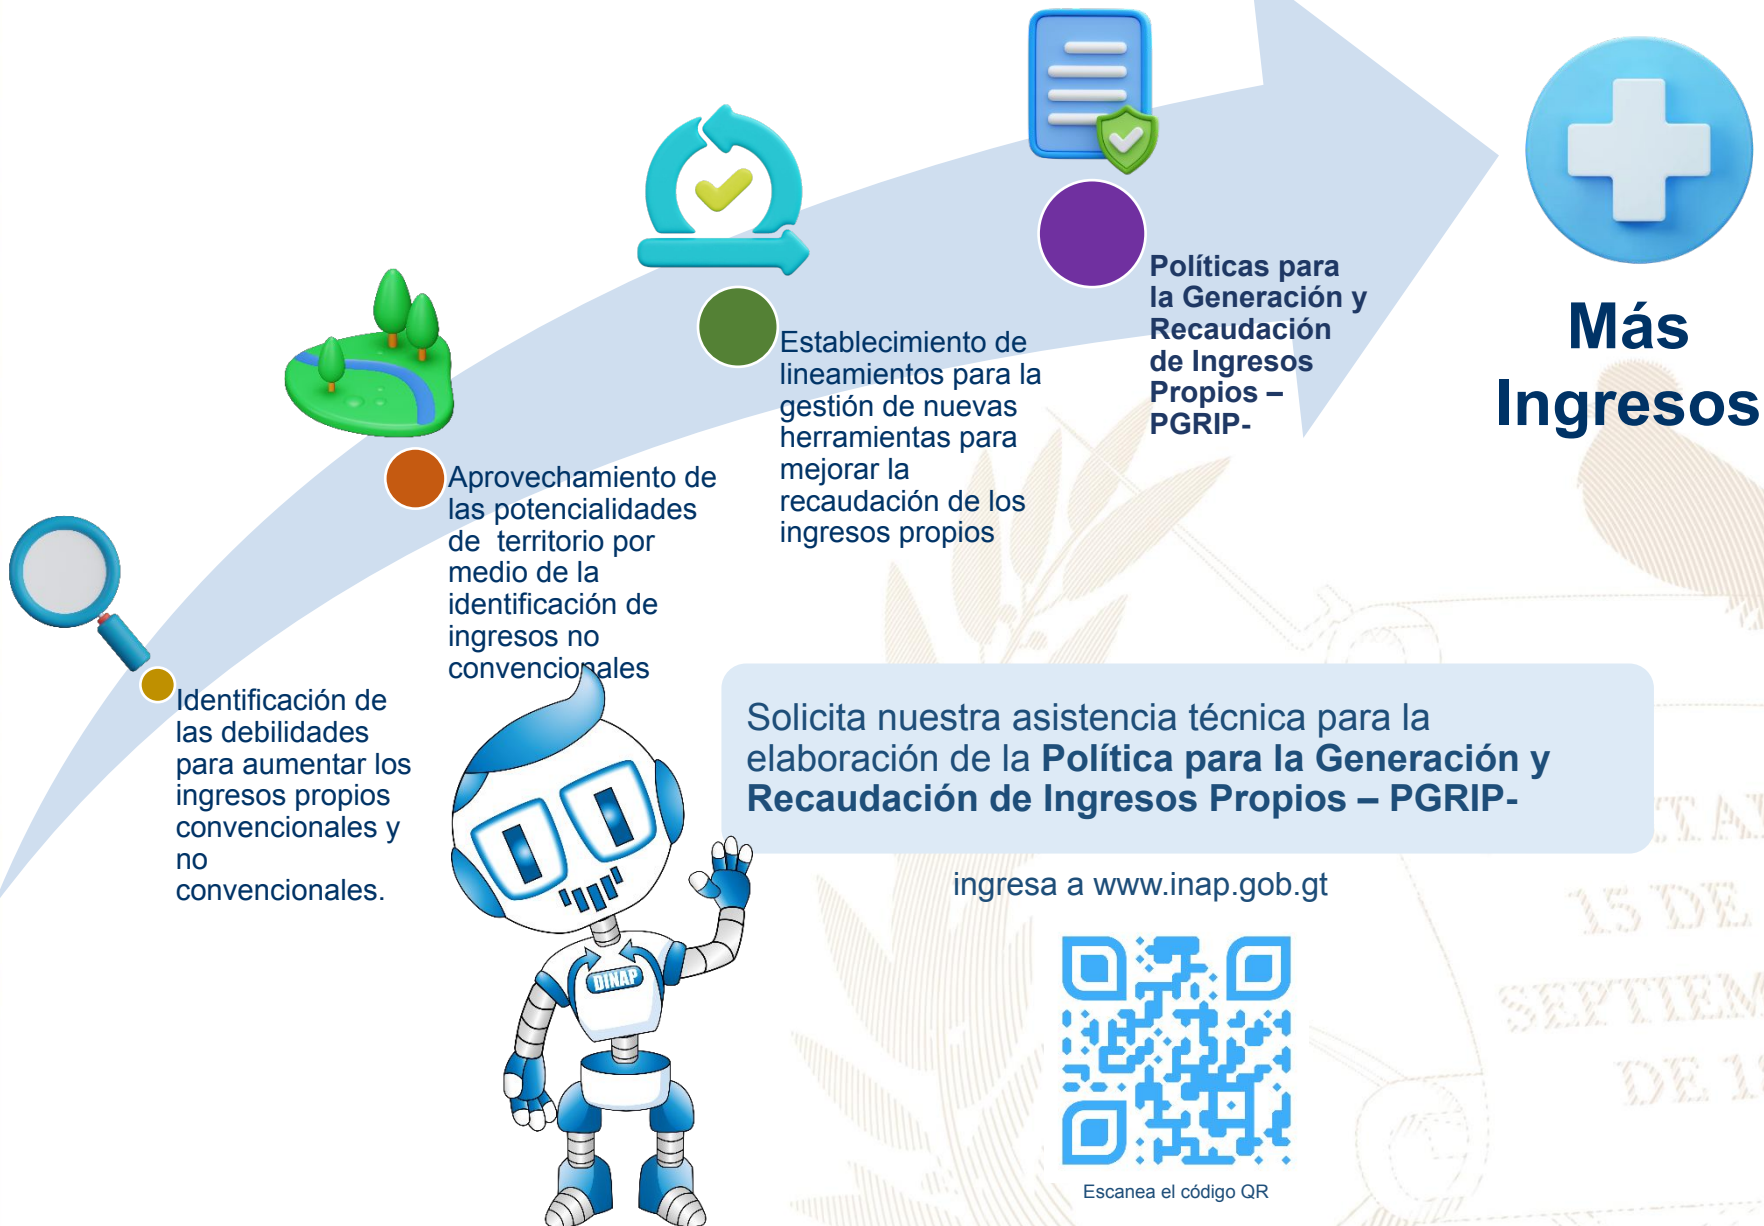 Políticas para
la Generación y
Recaudación
de Ingresos
Propios –
PGRIP-
Más
Ingresos
Establecimiento de
lineamientos para la
gestión de nuevas
herramientas para
mejorar la
recaudación de los
ingresos propios
Aprovechamiento de
las potencialidades
de territorio por
medio de la
identificación de
ingresos no
convencionales
Identificación de
las debilidades
para aumentar los
ingresos propios
convencionales y
no
convencionales.
Solicita nuestra asistencia técnica para la
elaboración de la Política para la Generación y
Recaudación de Ingresos Propios – PGRIP-
ingresa a www.inap.gob.gt
DINAP
Escanea el código QR
15 DE
DE